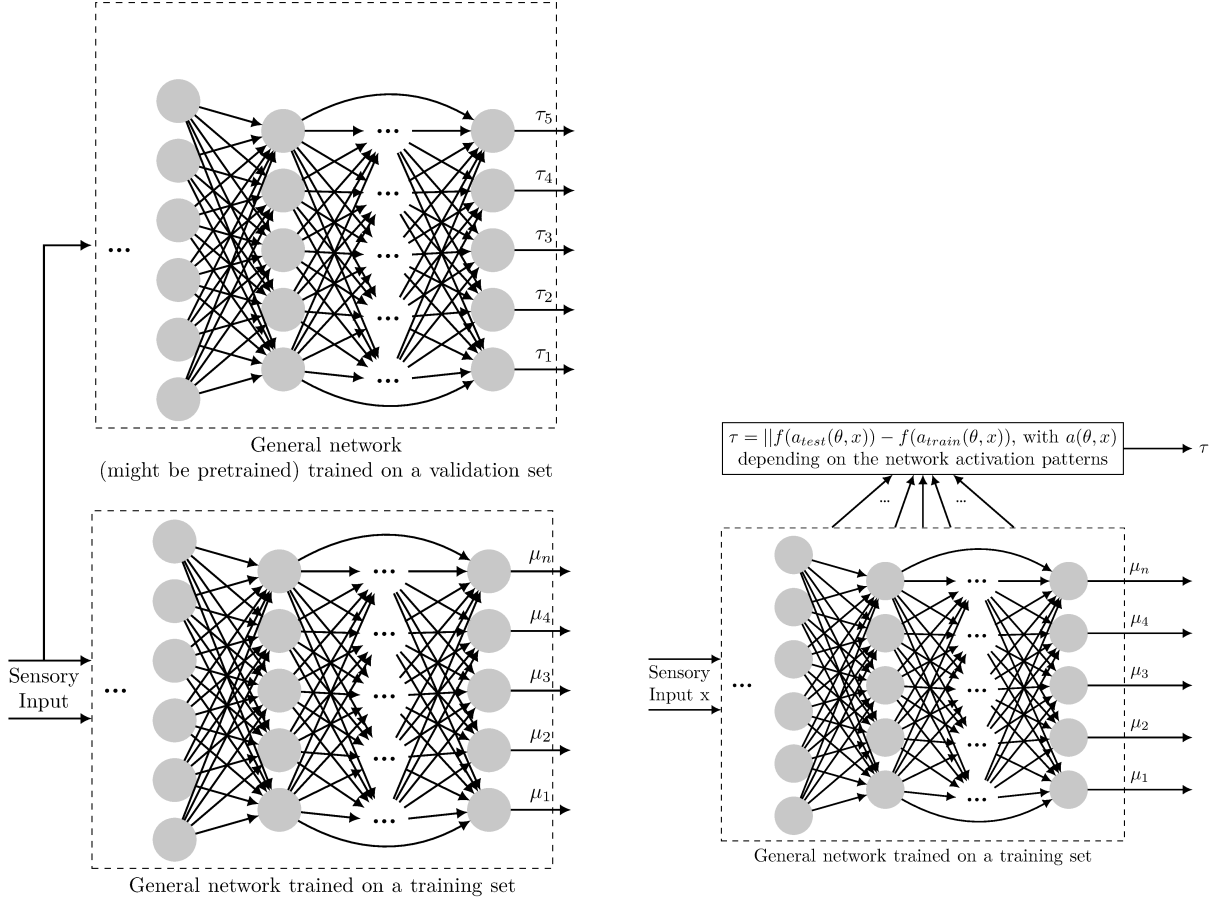 τ5
...
τ4
...
τ3
...
...
τ2
...
τ1
...
General network
(might be pretrained) trained on a validation set
μn
...
μ4
...
Sensory
Input
...
μ3
...
μ2
...
μ1
...
General network trained on a training set
τ = ||f(a_test(θ, x)) − f(a_train(θ, x)), with a(θ, x)
depending on the network activation patterns
τ
...
...
μn
...
μ4
...
Sensory
Input x
...
μ3
...
μ2
...
μ1
...
General network trained on a training set